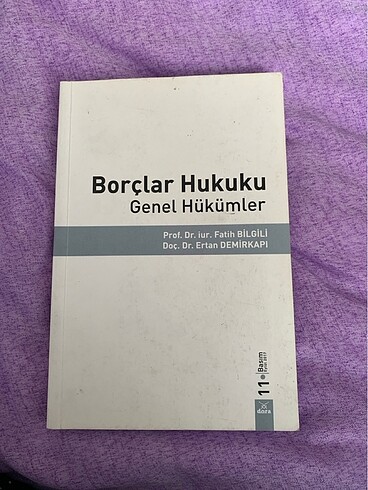 Borçlar Hukuku
Genel Hükümler
Prof. Dr. iur. Fatih BİLGİLİ
Doç. Dr. Ertan DEMİRKAPI
11 Basım
dora